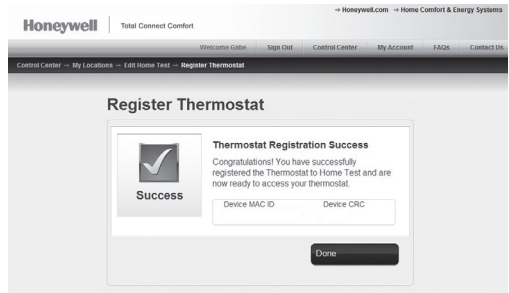 → Honeywell.com → Home Comfort & Energy Systems
Honeywell Total Connect Comfort
Welcome Gabe Sign Out Control Center My Account FAQs Contact Us
Control Center → My Locations → Edit Home Test → Register Thermostat
Register Thermostat
Thermostat Registration Success
Congratulations! You have successfully
registered the Thermostat to Home Test and are
now ready to access your thermostat.
Success
Device MAC ID Device CRC
Done